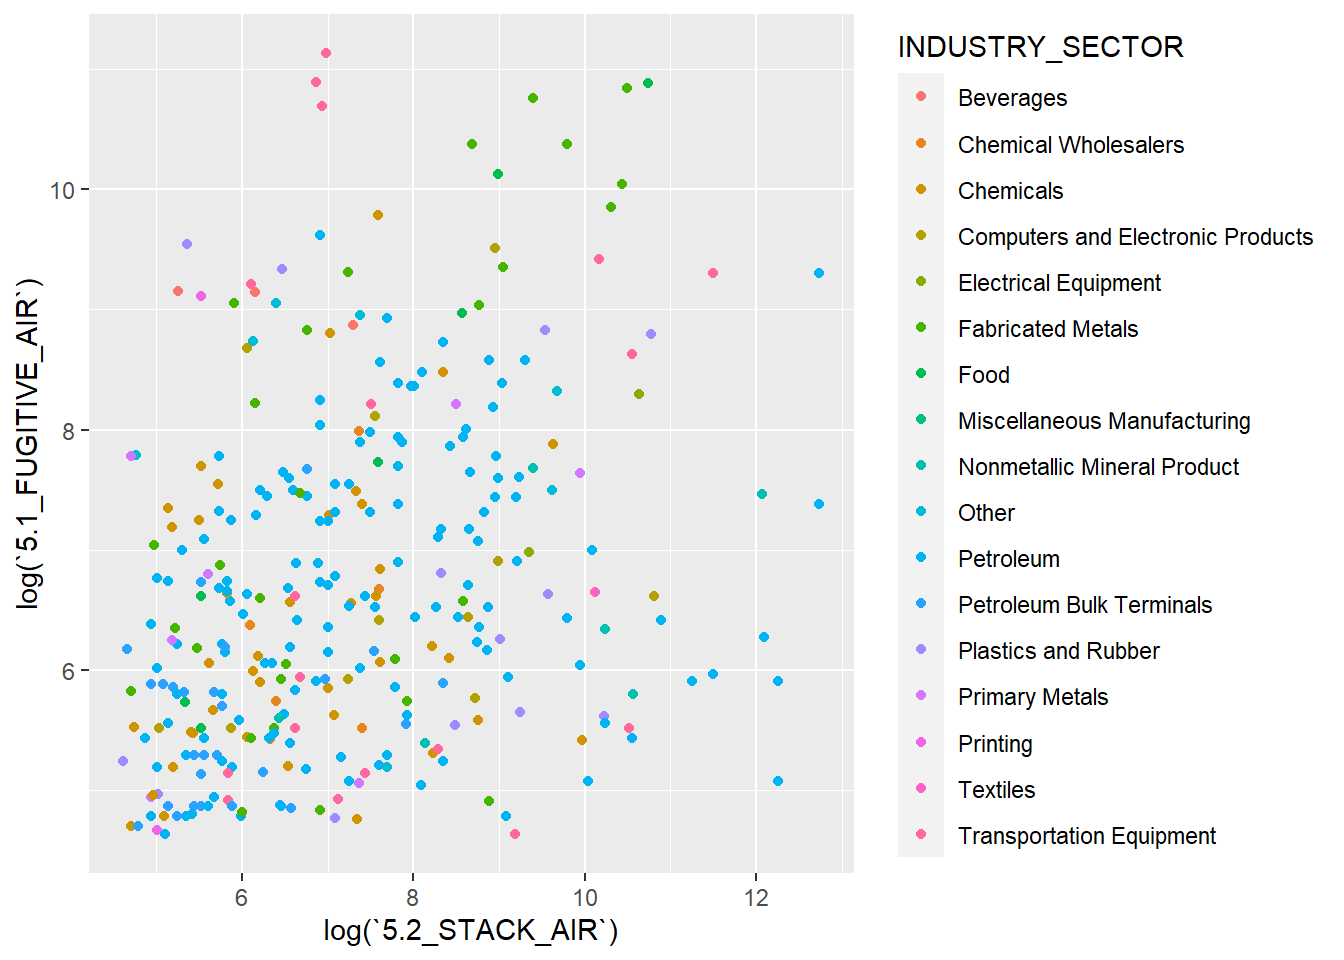 INDUSTRY_SECTOR
Beverages
Chemical Wholesalers
Chemicals
Computers and Electronic Products
Electrical Equipment
Fabricated Metals
Food
Miscellaneous Manufacturing
Nonmetallic Mineral Product
Other
Petroleum
Petroleum Bulk Terminals
Plastics and Rubber
Primary Metals
Printing
Textiles
Transportation Equipment
log(`5.1_FUGITIVE_AIR`)
10
8
6
6 8 10 12
log(`5.2_STACK_AIR`)